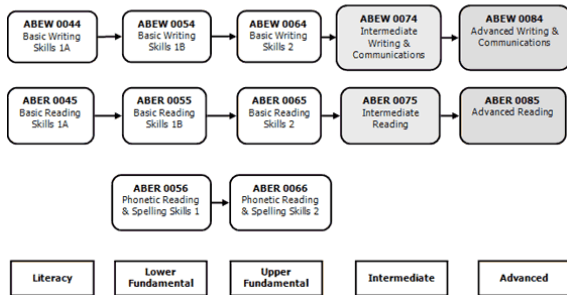 ABEW 0044
Basic Writing
Skills 1A
ABEW 0054
Basic Writing
Skills 1B
ABEW 0064
Basic Writing
Skills 2
ABEW 0074
Intermediate
Writing &
Communications
ABEW 0084
Advanced Writing &
Communications
ABER 0045
Basic Reading
Skills 1A
ABER 0055
Basic Reading
Skills 1B
ABER 0065
Basic Reading
Skills 2
ABER 0075
Intermediate
Reading
ABER 0085
Advanced Reading
ABER 0056
Phonetic Reading
& Spelling Skills 1
ABER 0066
Phonetic Reading
& Spelling Skills 2
Literacy
Lower
Fundamental
Upper
Fundamental
Intermediate
Advanced